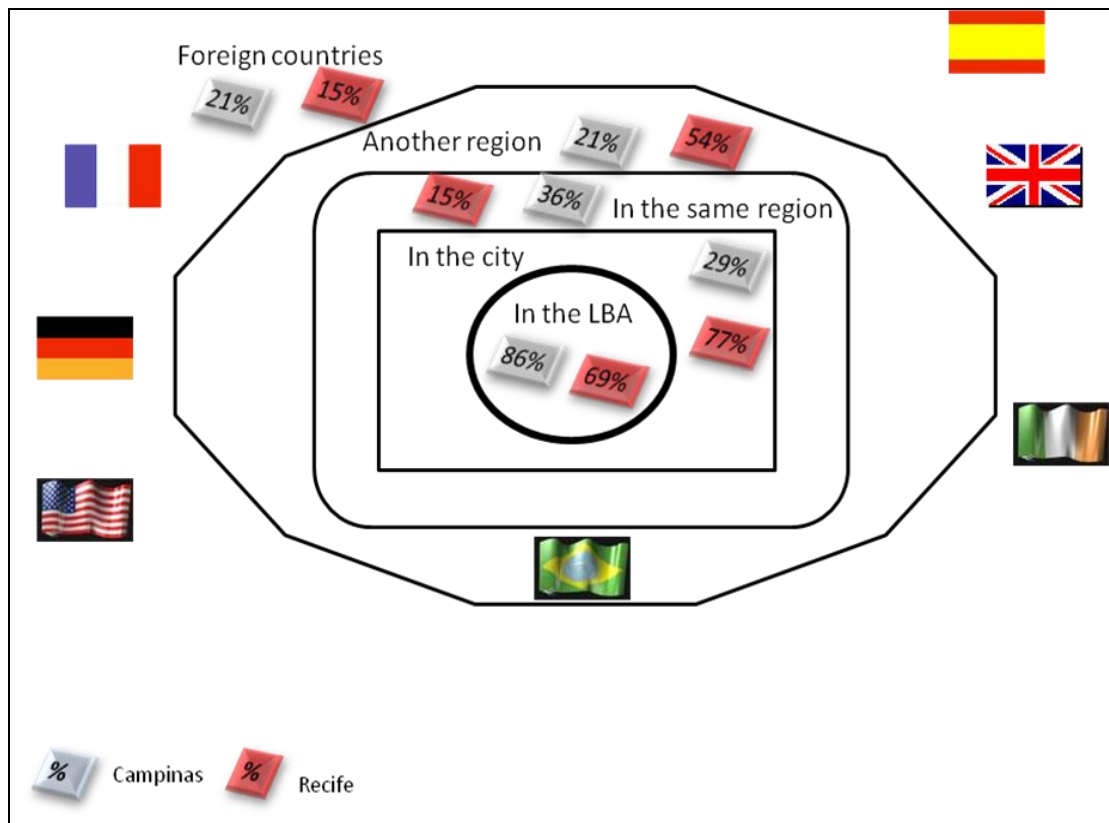 Foreign countries
21% 15%
Another region 21% 54%
15% 36% In the same region
In the city 29%
In the LBA 77%
86% 69%
% Campinas % Recife